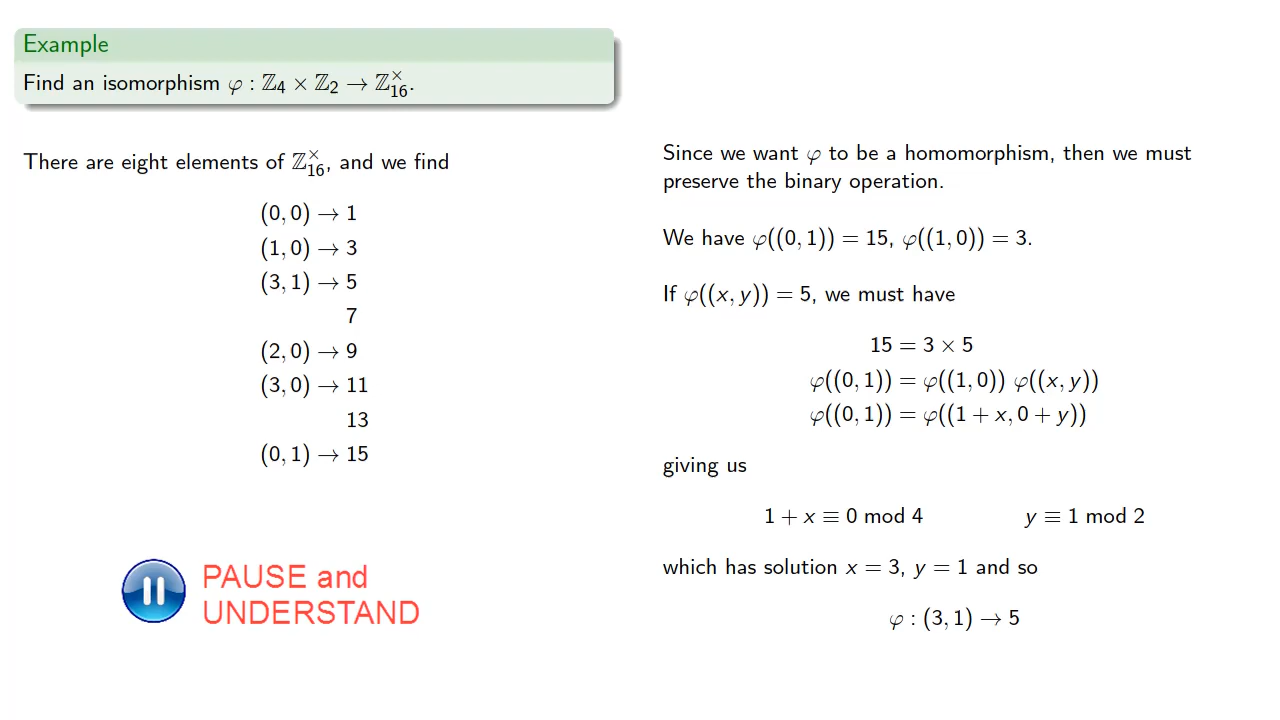 Example
Find an isomorphism φ : ℤ₄ × ℤ₂ → ℤ₁₆ˣ.
There are eight elements of ℤ₁₆ˣ, and we find
(0, 0) → 1
(1, 0) → 3
(3, 1) → 5
7
(2, 0) → 9
(3, 0) → 11
13
(0, 1) → 15
PAUSE and
UNDERSTAND
Since we want φ to be a homomorphism, then we must
preserve the binary operation.
We have φ((0, 1)) = 15, φ((1, 0)) = 3.
If φ((x, y)) = 5, we must have
15 = 3 × 5
φ((0, 1)) = φ((1, 0)) φ((x, y))
φ((0, 1)) = φ((1 + x, 0 + y))
giving us
1 + x ≡ 0 mod 4 y ≡ 1 mod 2
which has solution x = 3, y = 1 and so
φ : (3, 1) → 5